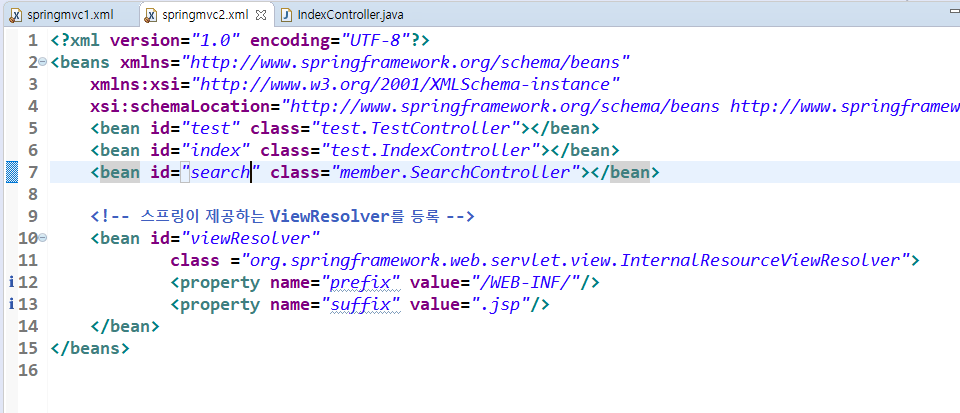 springmvc1.xml springmvc2.xml IndexController.java
1 <?xml version="1.0" encoding="UTF-8"?>
2 <beans xmlns="http://www.springframework.org/schema/beans"
3 xmlns:xsi="http://www.w3.org/2001/XMLSchema-instance"
4 xsi:schemaLocation="http://www.springframework.org/schema/beans http://www.springframew
5 <bean id="test" class="test.TestController"></bean>
6 <bean id="index" class="test.IndexController"></bean>
7 <bean id="search" class="member.SearchController"></bean>
8
9 <!-- 스프링이 제공하는 ViewResolver를 등록 -->
10 <bean id="viewResolver"
11 class ="org.springframework.web.servlet.view.InternalResourceViewResolver">
12 <property name="prefix" value="/WEB-INF/"/>
13 <property name="suffix" value=".jsp"/>
14 </bean>
15 </beans>
16